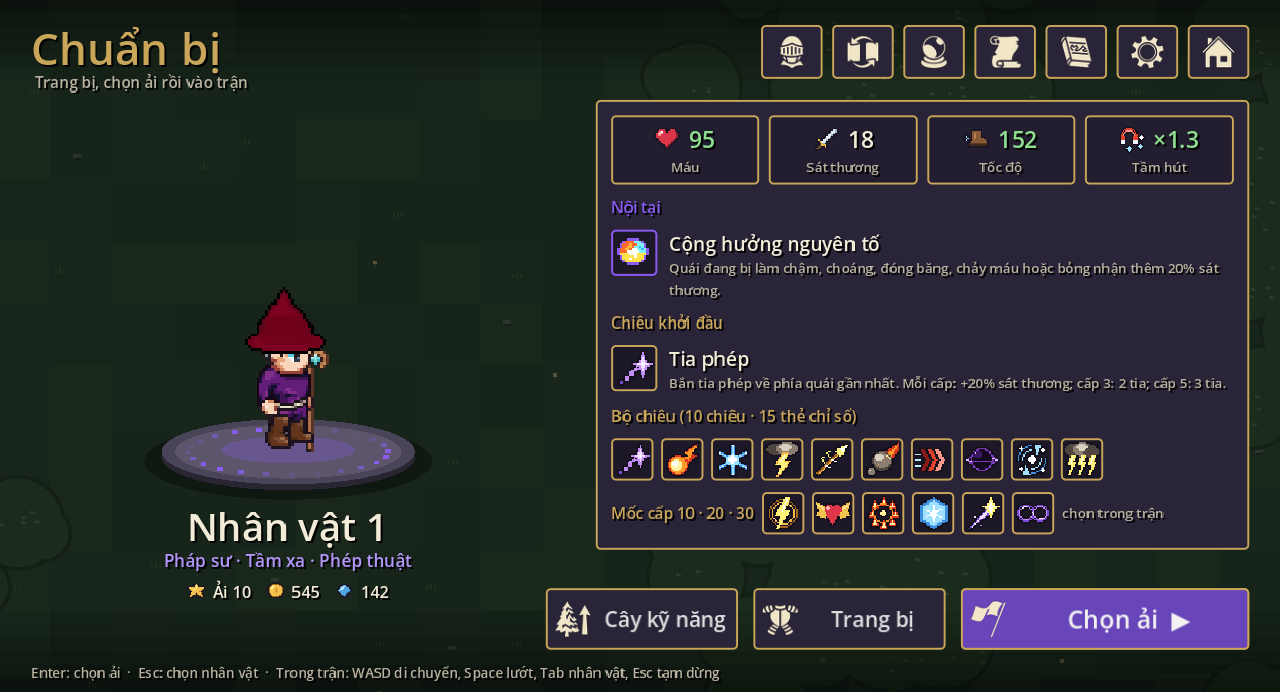 Chuẩn bị
Trang bị, chọn ải rồi vào trận
95
Máu
18
Sát thương
152
Tốc độ
×1.3
Tầm hút
Nội tại
Cộng hưởng nguyên tố
Quái đang bị làm chậm, choáng, đóng băng, chảy máu hoặc bỏng nhận thêm 20% sát
thương.
Chiêu khởi đầu
Tia phép
Bắn tia phép về phía quái gần nhất. Mỗi cấp: +20% sát thương; cấp 3: 2 tia; cấp 5: 3 tia.
Bộ chiêu (10 chiêu · 15 thẻ chỉ số)
Mốc cấp 10 · 20 · 30
chọn trong trận
Nhân vật 1
Pháp sư · Tầm xa · Phép thuật
Ải 10 545 142
Cây kỹ năng
Trang bị
Chọn ải ▶
Enter: chọn ải · Esc: chọn nhân vật · Trong trận: WASD di chuyển, Space lướt, Tab nhân vật, Esc tạm dừng